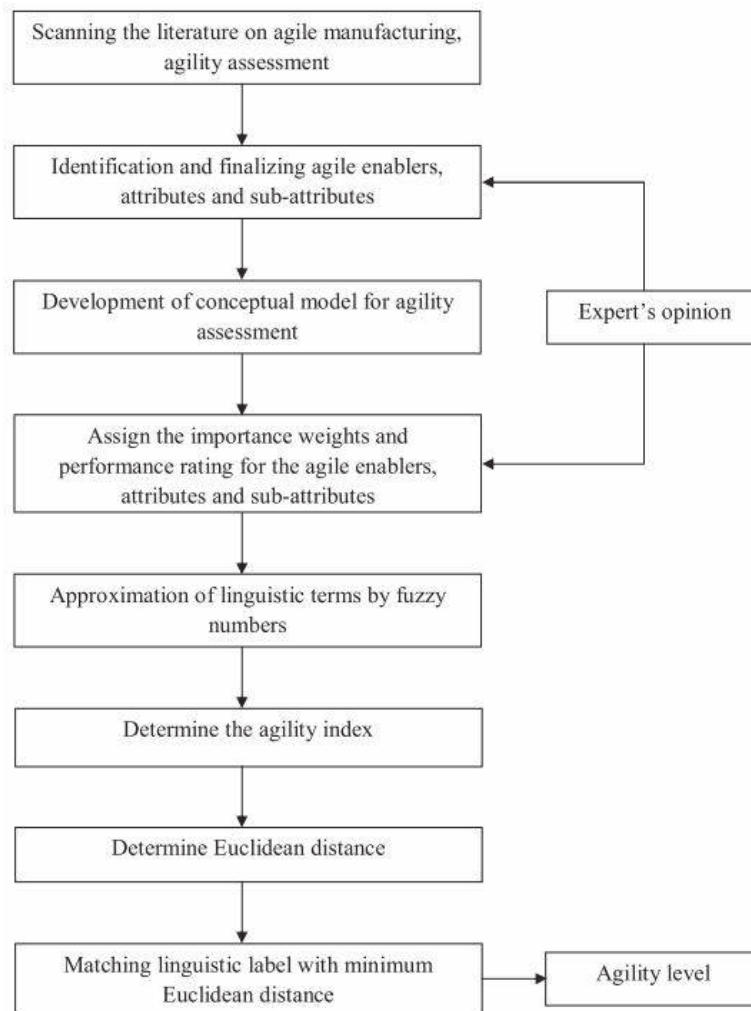 Scanning the literature on agile manufacturing,
agility assessment
Identification and finalizing agile enablers,
attributes and sub-attributes
Development of conceptual model for agility
assessment
Expert's opinion
Assign the importance weights and
performance rating for the agile enablers,
attributes and sub-attributes
Approximation of linguistic terms by fuzzy
numbers
Determine the agility index
Determine Euclidean distance
Matching linguistic label with minimum
Euclidean distance
Agility level